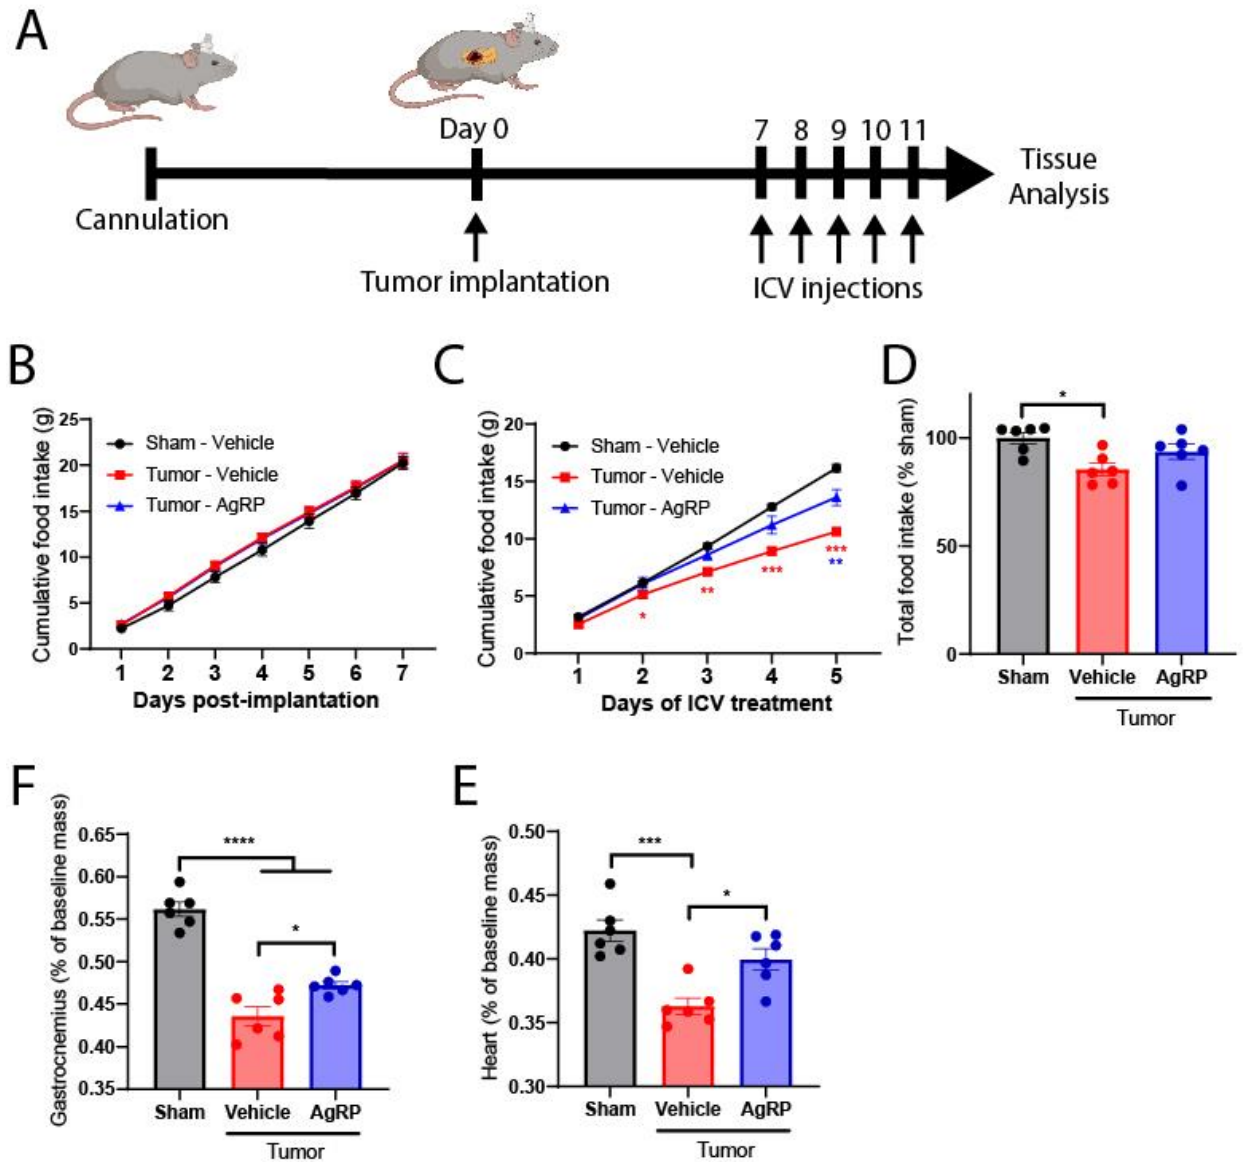 A
Day 0
7 8 9 10 11
Tissue
Analysis
Cannulation
Tumor implantation
ICV injections
B
Cumulative food intake (g)
25
20
15
10
5
0
Sham - Vehicle
Tumor - Vehicle
Tumor - AgRP
1 2 3 4 5 6 7
Days post-implantation
C
Cumulative food intake (g)
20
15
10
5
0
Sham - Vehicle
Tumor - Vehicle
Tumor - AgRP
*
**
***
***
**
1 2 3 4 5
Days of ICV treatment
D
Total food intake (% sham)
100
50
0
*
Sham Vehicle AgRP
Tumor
F
Gastrocnemius (% of baseline mass)
0.65
0.60
0.55
0.50
0.45
0.40
0.35
****
*
Sham Vehicle AgRP
Tumor
E
Heart (% of baseline mass)
0.50
0.45
0.40
0.35
0.30
***
*
Sham Vehicle AgRP
Tumor